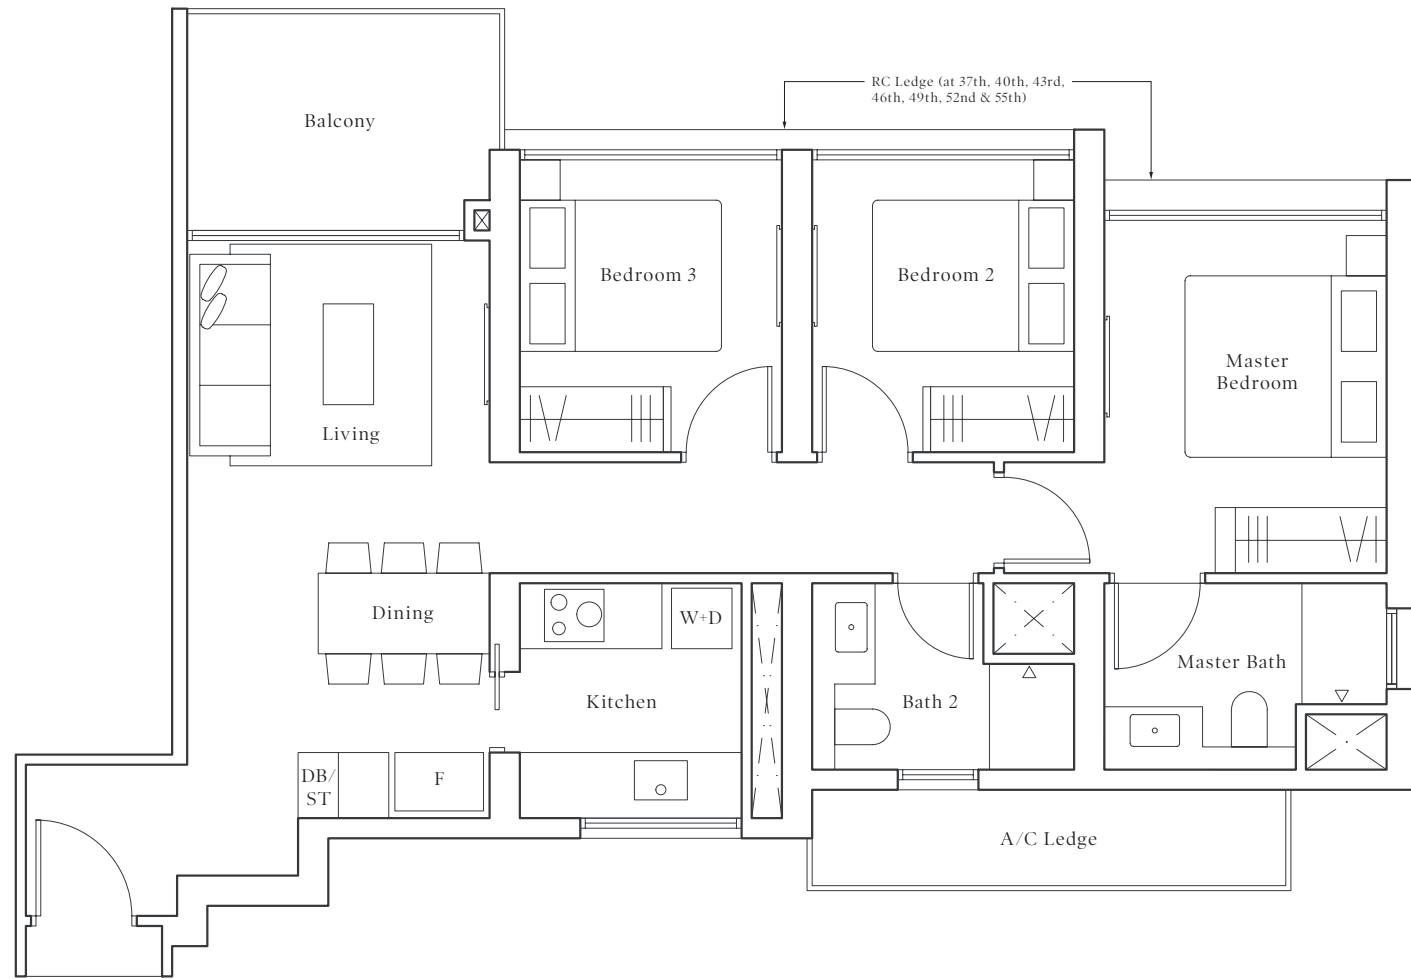 RC Ledge (at 37th, 40th, 43rd,
46th, 49th, 52nd & 55th)
Balcony
Bedroom 3
Bedroom 2
Master
Bedroom
Living
Dining
W+D
Kitchen
Bath 2
Master Bath
DB/
ST
F
A/C Ledge